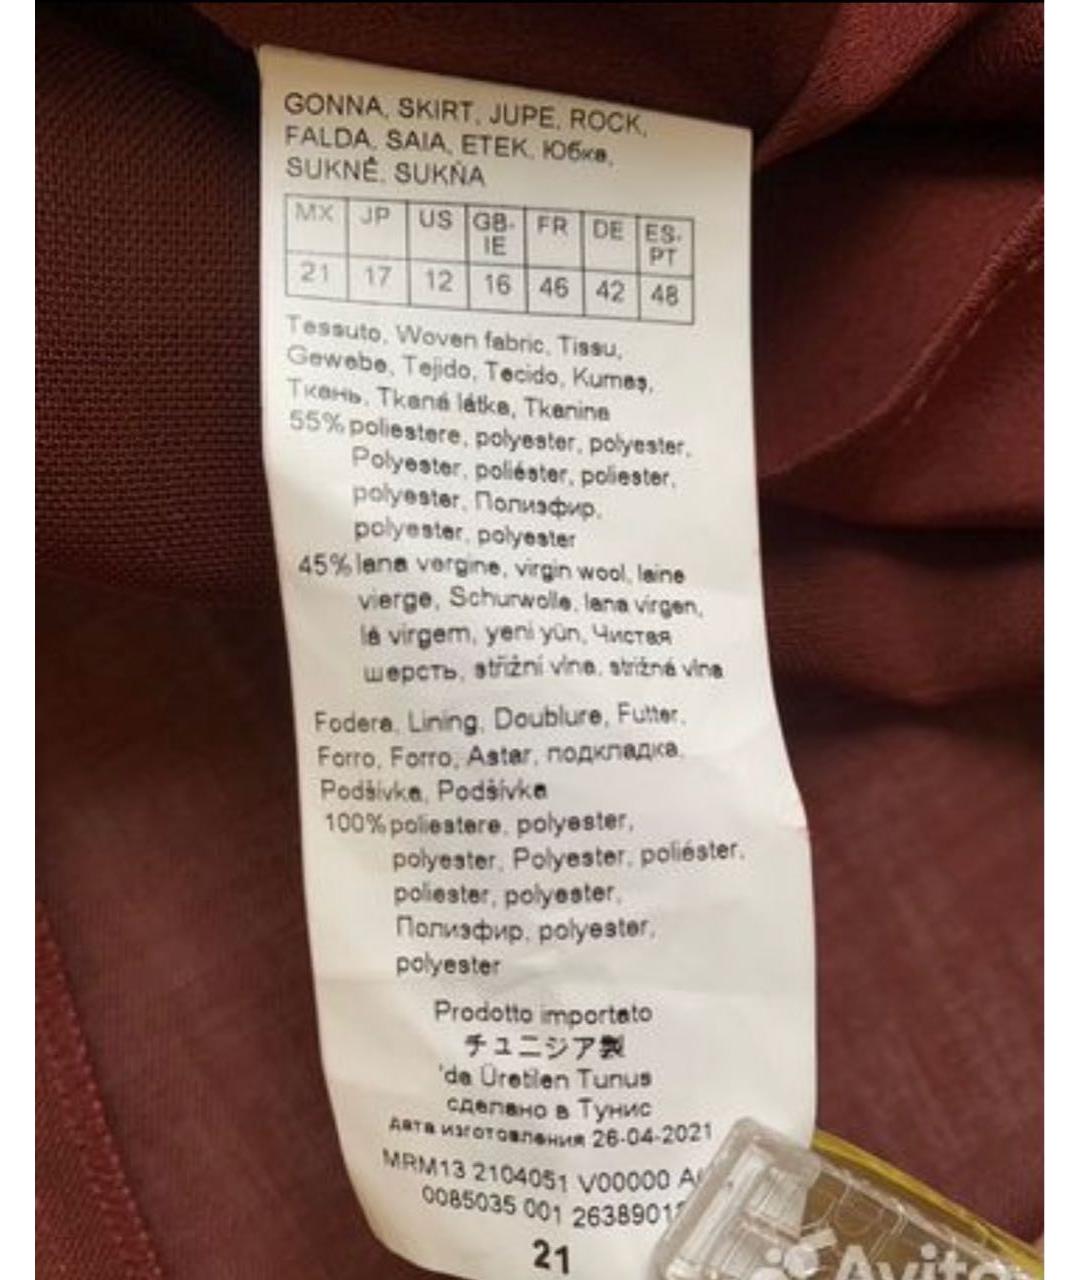 GONNA, SKIRT, JUPE, ROCK,
FALDA, SAIA, ETEK, Юбка,
SUKNĚ, SUKŇA
MX JP US GB-IE FR DE ES-PT
21 17 12 16 46 42 48
Tessuto, Woven fabric, Tissu,
Gewebe, Tejido, Tecido, Kumaş,
Ткань, Tkaná látka, Tkanina
55% poliestere, polyester, polyester,
Polyester, poliéster, poliester,
polyester, Полиэфир,
polyester, polyester
45% lana vergine, virgin wool, laine
vierge, Schurwolle, lana virgen,
lã virgem, yeni yün, Чистая
шерсть, střižní vlna, strižná vlna
Fodera, Lining, Doublure, Futter,
Forro, Forro, Astar, подкладка,
Podšívka, Podšívka
100% poliestere, polyester,
polyester, Polyester, poliéster,
poliester, polyester,
Полиэфир, polyester,
polyester
Prodotto importato
チュニジア製
'da Üretilen Tunus
сделано в Тунис
дата изготовления 26-04-2021
MRM13 2104051 V00000
0085035 001 2638901
21
Avito